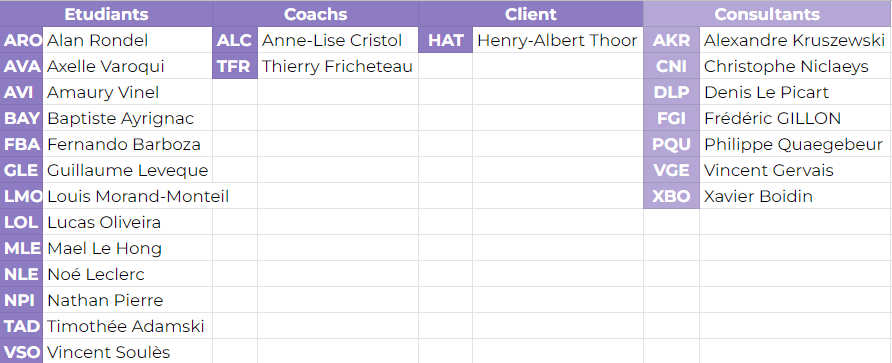 Etudiants Coachs Client Consultants
ARO Alan Rondel ALC Anne-Lise Cristol HAT Henry-Albert Thoor AKR Alexandre Kruszewski
AVA Axelle Varoqui TFR Thierry Fricheteau CNI Christophe Niclaeys
AVI Amaury Vinel DLP Denis Le Picart
BAY Baptiste Ayrignac FGI Frédéric GILLON
FBA Fernando Barboza PQU Philippe Quaegebeur
GLE Guillaume Leveque VGE Vincent Gervais
LMO Louis Morand-Monteil XBO Xavier Boidin
LOL Lucas Oliveira
MLE Mael Le Hong
NLE Noé Leclerc
NPI Nathan Pierre
TAD Timothée Adamski
VSO Vincent Soulès